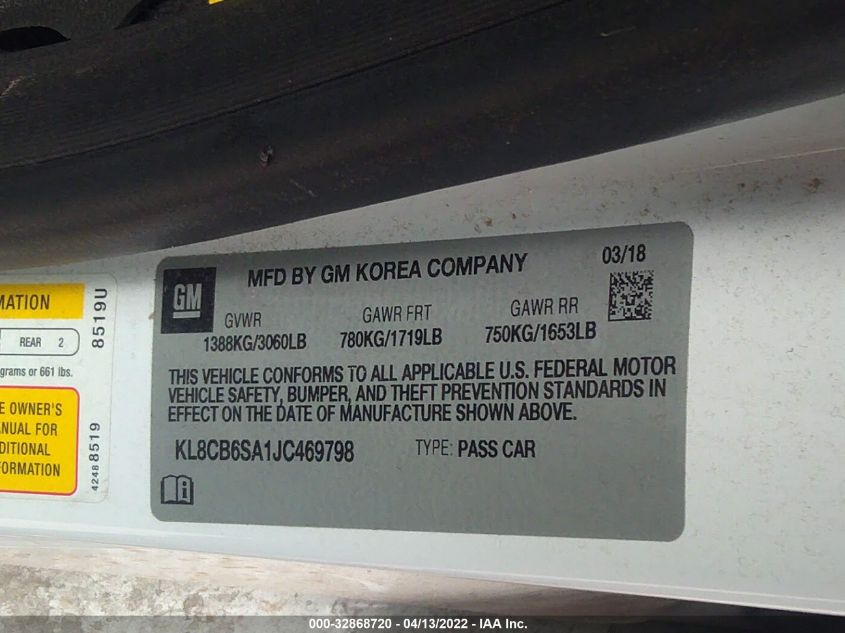 MFD BY GM KOREA COMPANY
03/18
GM
GVWR
GAWR FRT
GAWR RR
1388KG/3060LB
780KG/1719LB
750KG/1653LB
THIS VEHICLE CONFORMS TO ALL APPLICABLE U.S. FEDERAL MOTOR
VEHICLE SAFETY, BUMPER, AND THEFT PREVENTION STANDARDS IN
EFFECT ON THE DATE OF MANUFACTURE SHOWN ABOVE.
KL8CB6SA1JC469798
TYPE: PASS CAR
MATION
REAR 2
grams or 661 lbs.
E OWNER'S
MANUAL FOR
DITIONAL
FORMATION
8519U
42488519
000-32868720 - 04/13/2022 - IAA Inc.